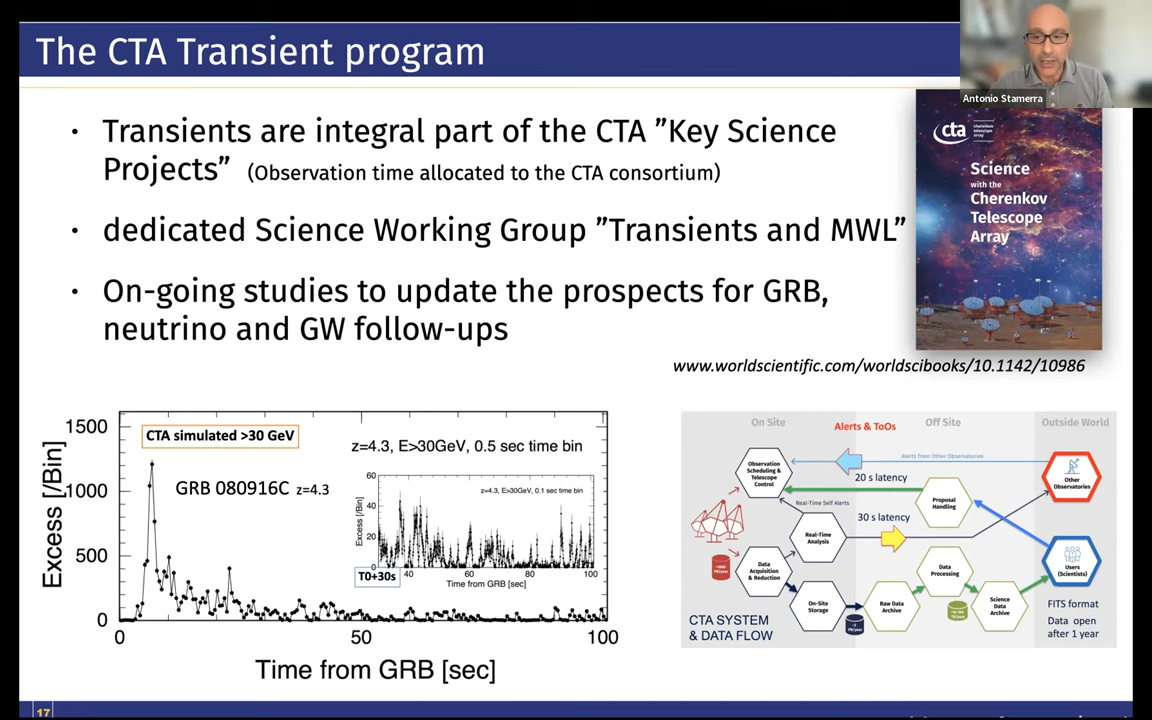 The CTA Transient program
Antonio Stamerra
• Transients are integral part of the CTA ”Key Science
Projects” (Observation time allocated to the CTA consortium)
• dedicated Science Working Group ”Transients and MWL”
• On-going studies to update the prospects for GRB,
neutrino and GW follow-ups
cta
cherenkov
telescope
array
Science
with the
Cherenkov
Telescope
Array
www.worldscientific.com/worldscibooks/10.1142/10986
Excess [/Bin]
1500
1000
500
0
CTA simulated >30 GeV
z=4.3, E>30GeV, 0.5 sec time bin
GRB 080916C z=4.3
Excess [/Bin]
60
40
20
0
z=4.3, E>30GeV, 0.1 sec time bin
T0+30s
40
60
80
100
Time from GRB [sec]
0
50
100
Time from GRB [sec]
On Site
Alerts & ToOs
Off Site
Outside World
Alerts from Other Observatories
Observation
Scheduling &
Telescope
Control
20 s latency
Other
Observatories
Proposal
Handling
Real-Time Self Alerts
30 s latency
Real-Time
Analysis
Data
Acquisition
& Reduction
Data
Processing
Users
(Scientists)
On-Site
Storage
Raw Data
Archive
Science
Data
Archive
FITS format
Data open
after 1 year
CTA SYSTEM
& DATA FLOW
17